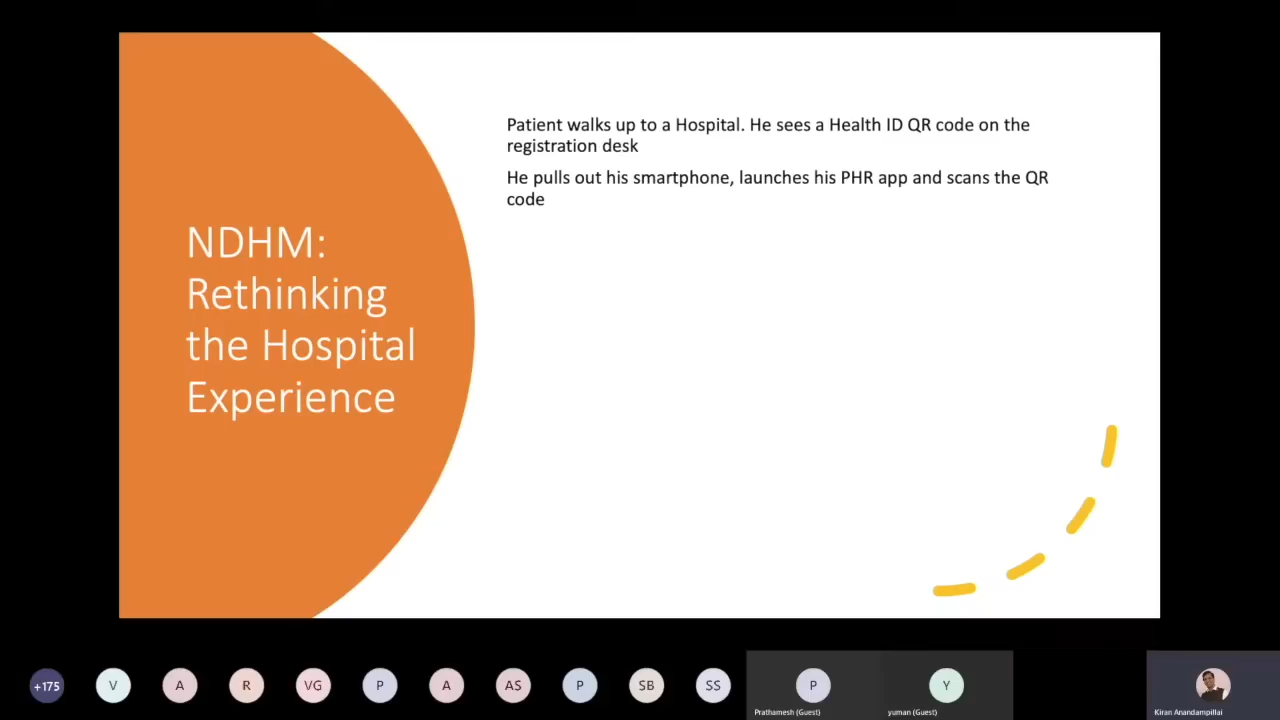 NDHM:
Rethinking
the Hospital
Experience
Patient walks up to a Hospital. He sees a Health ID QR code on the
registration desk
He pulls out his smartphone, launches his PHR app and scans the QR
code
+175
V
A
R
VG
P
A
AS
P
SB
SS
P
Prathamesh (Guest)
Y
yuman (Guest)
Kiran Anandampillai